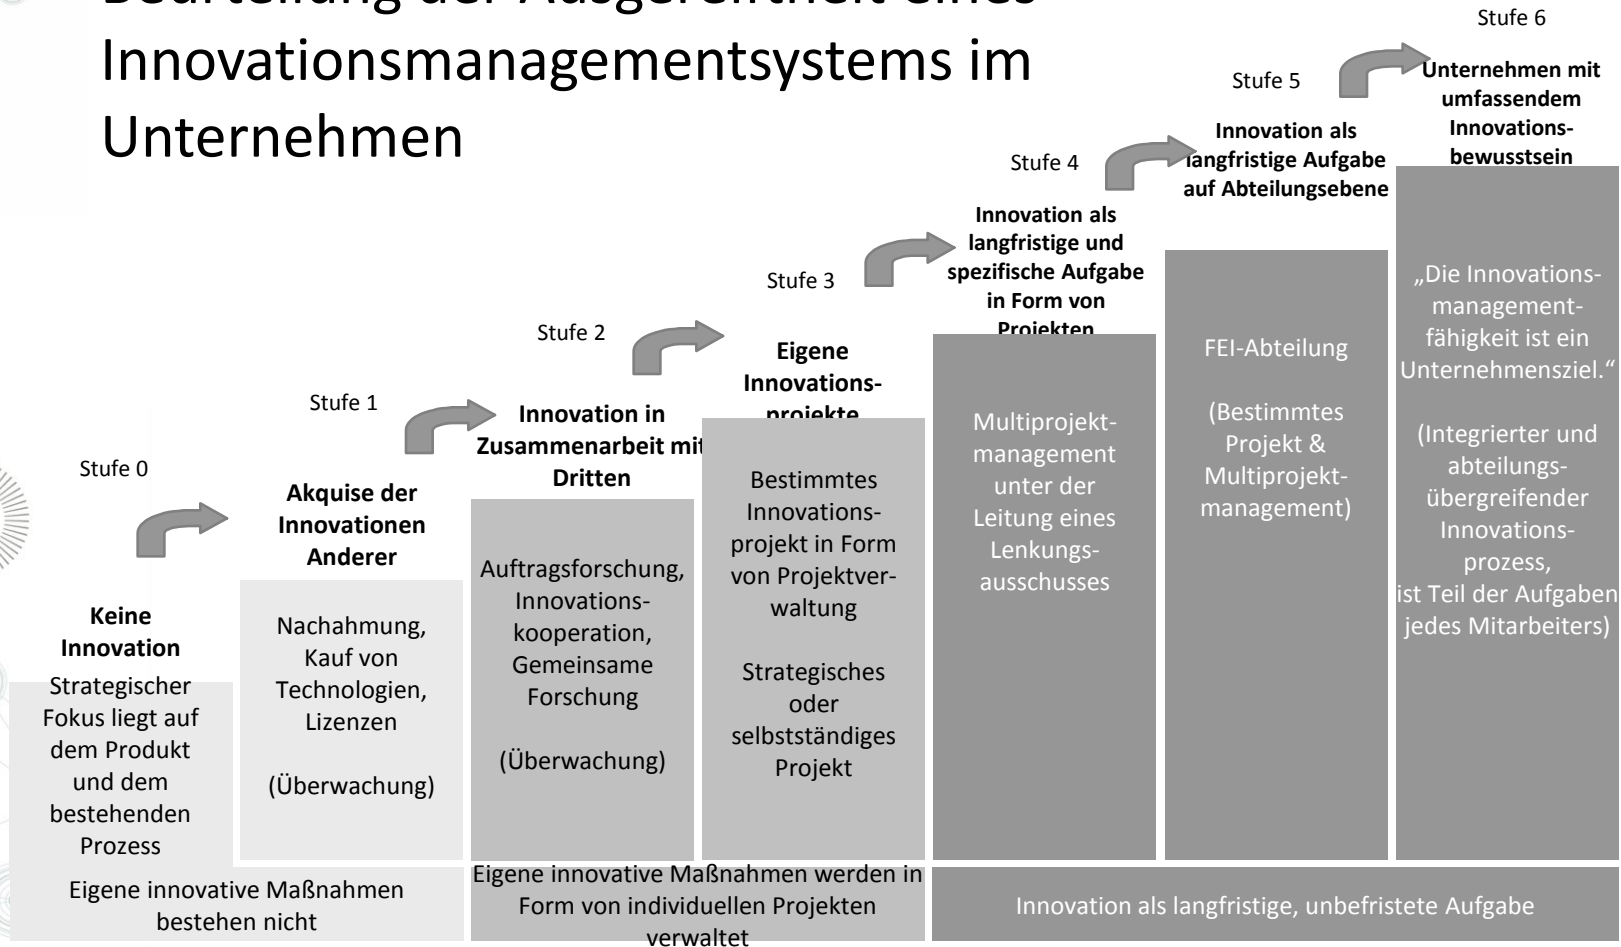 Beurteilung der Ausgereiftheit eines
Innovationsmanagementsystems im
Unternehmen
Stufe 0
Keine
Innovation
Strategischer
Fokus liegt auf
dem Produkt
und dem
bestehenden
Prozess
Stufe 1
Akquise der
Innovationen
Anderer
Nachahmung,
Kauf von
Technologien,
Lizenzen
(Überwachung)
Stufe 2
Innovation in
Zusammenarbeit mit
Dritten
Auftragsforschung,
Innovations-
kooperation,
Gemeinsame
Forschung
(Überwachung)
Stufe 3
Eigene
Innovations-
projekte
Bestimmtes
Innovations-
projekt in Form
von Projektver-
waltung
Strategisches
oder
selbstständiges
Projekt
Stufe 4
Innovation als
langfristige und
spezifische Aufgabe
in Form von
Projekten
Multiprojekt-
management
unter der
Leitung eines
Lenkungs-
ausschusses
Stufe 5
Innovation als
langfristige Aufgabe
auf Abteilungsebene
FEI-Abteilung
(Bestimmtes
Projekt &
Multiprojekt-
management)
Stufe 6
Unternehmen mit
umfassendem
Innovations-
bewusstsein
„Die Innovations-
management-
fähigkeit ist ein
Unternehmensziel.“
(Integrierter und
abteilungs-
übergreifender
Innovations-
prozess,
ist Teil der Aufgaben
jedes Mitarbeiters)
Eigene innovative Maßnahmen
bestehen nicht
Eigene innovative Maßnahmen werden in
Form von individuellen Projekten
verwaltet
Innovation als langfristige, unbefristete Aufgabe